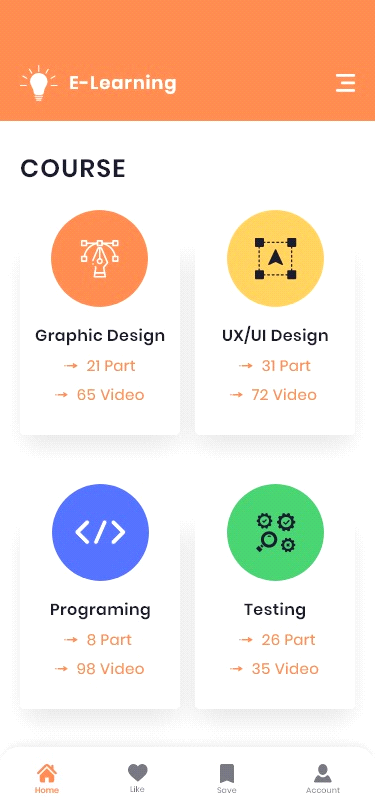 E-Learning
COURSE
Graphic Design
21 Part
65 Video
UX/UI Design
31 Part
72 Video
Programing
8 Part
98 Video
Testing
26 Part
35 Video
Home
Like
Save
Account